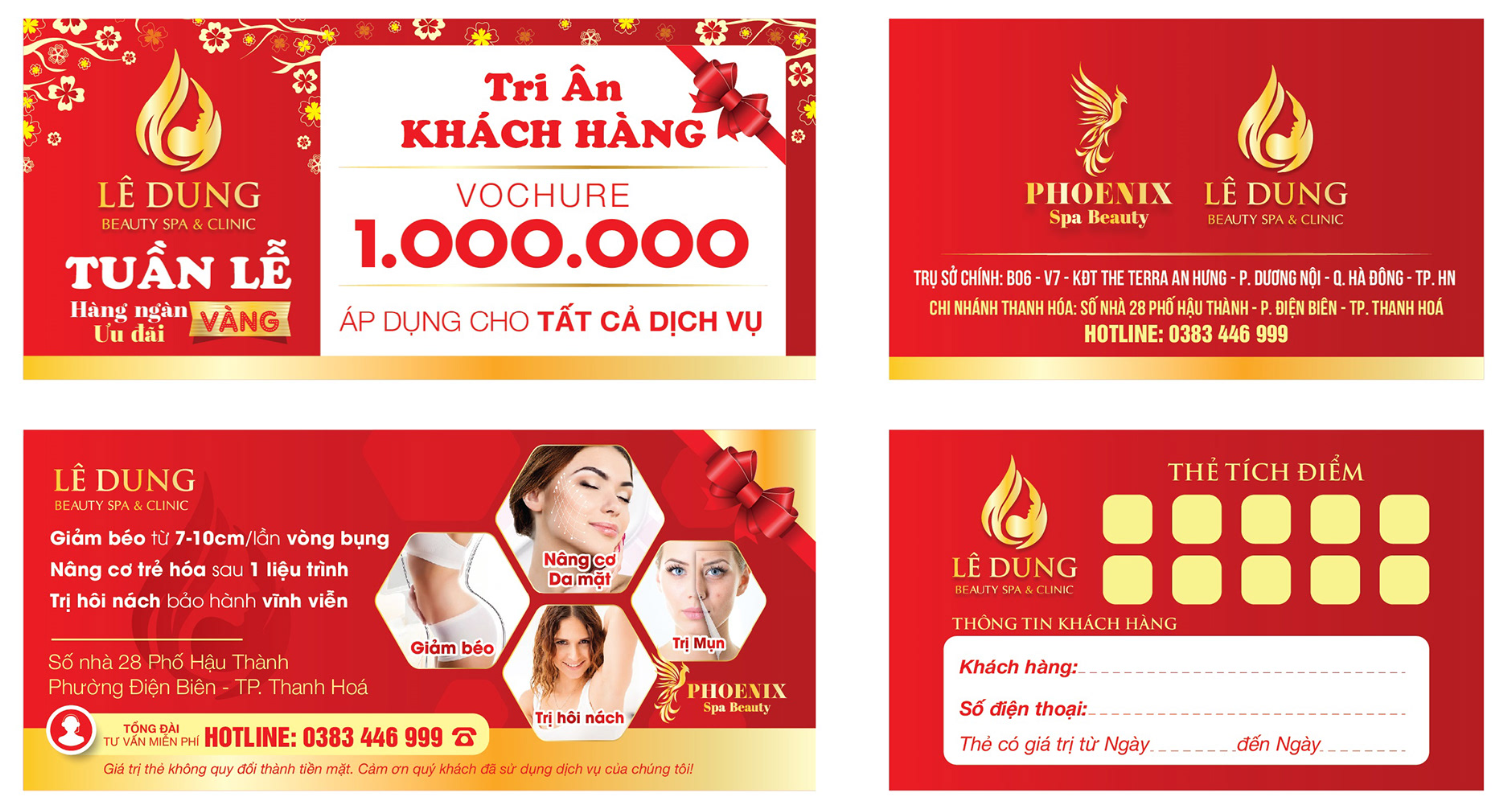 LÊ DUNG
BEAUTY SPA & CLINIC
TUẦN LỄ
Hàng ngàn
Ưu đãi
VÀNG
Tri Ân
KHÁCH HÀNG
VOCHURE
1.000.000
ÁP DỤNG CHO TẤT CẢ DỊCH VỤ
PHOENIX
Spa Beauty
LÊ DUNG
BEAUTY SPA & CLINIC
TRỤ SỞ CHÍNH: B06 - V7 - KĐT THE TERRA AN HƯNG - P. DƯƠNG NỘI - Q. HÀ ĐÔNG - TP. HN
CHI NHÁNH THANH HÓA: SỐ NHÀ 28 PHỐ HẬU THÀNH - P. ĐIỆN BIÊN - TP. THANH HOÁ
HOTLINE: 0383 446 999
LÊ DUNG
BEAUTY SPA & CLINIC
Giảm béo từ 7-10cm/lần vòng bụng
Nâng cơ trẻ hóa sau 1 liệu trình
Trị hôi nách bảo hành vĩnh viễn
Số nhà 28 Phố Hậu Thành
Phường Điện Biên - TP. Thanh Hoá
Nâng cơ
Da mặt
Giảm béo
Trị Mụn
Trị hôi nách
PHOENIX
Spa Beauty
TỔNG ĐÀI
TƯ VẤN MIỄN PHÍ
HOTLINE: 0383 446 999
Giá trị thẻ không quy đổi thành tiền mặt. Cảm ơn quý khách đã sử dụng dịch vụ của chúng tôi!
LÊ DUNG
BEAUTY SPA & CLINIC
THẺ TÍCH ĐIỂM
THÔNG TIN KHÁCH HÀNG
Khách hàng:
Số điện thoại:
Thẻ có giá trị từ Ngày đến Ngày